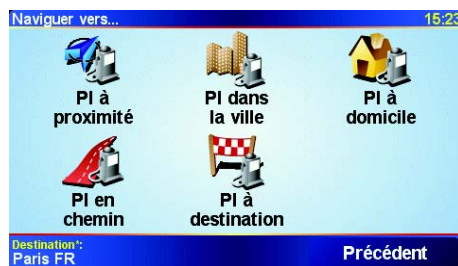 Naviguer vers... 15:23
PI à
proximité
PI dans
la ville
PI à
domicile
PI en
chemin
PI à
destination
Destination*:
Paris FR
Précédent